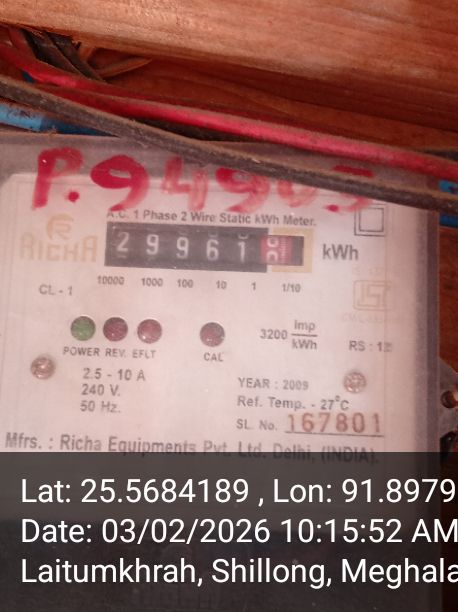 P.94903
A.C. 1 Phase 2 Wire Static kWh Meter.
RICHA
299610
kWh
10000 1000 100 10 1 1/10
CL - 1
3200 imp/kWh
POWER REV. EFLT
CAL
2.5 - 10 A
240 V.
50 Hz.
YEAR : 2009
Ref. Temp. - 27°C
SL. No. 167801
Mfrs. : Richa Equipments Pvt. Ltd. Delhi, (INDIA).
Lat: 25.5684189 , Lon: 91.8979
Date: 03/02/2026 10:15:52 AM
Laitumkhrah, Shillong, Meghala